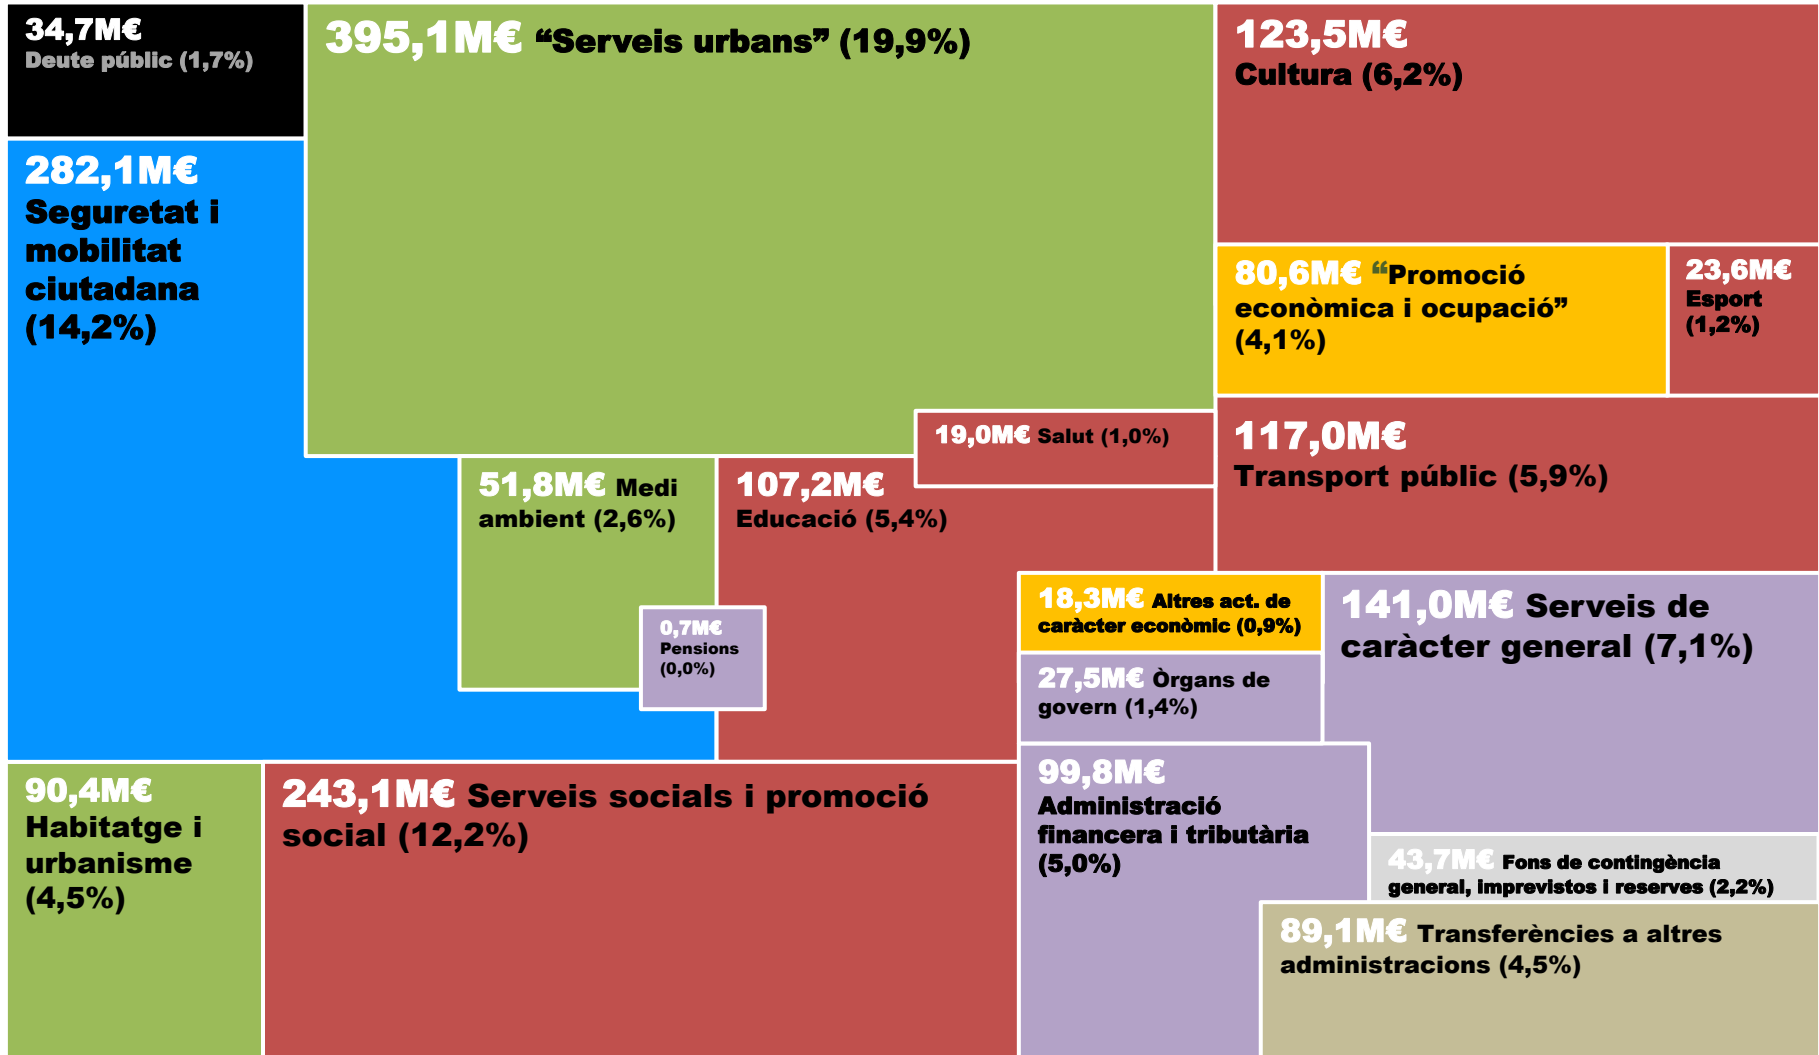 34,7M€
Deute públic (1,7%)
395,1M€ “Serveis urbans” (19,9%)
123,5M€
Cultura (6,2%)
282,1M€
Seguretat i
mobilitat
ciutadana
(14,2%)
80,6M€ “Promoció
econòmica i ocupació”
(4,1%)
23,6M€
Esport
(1,2%)
19,0M€ Salut (1,0%)
117,0M€
Transport públic (5,9%)
51,8M€ Medi
ambient (2,6%)
107,2M€
Educació (5,4%)
0,7M€
Pensions
(0,0%)
18,3M€ Altres act. de
caràcter econòmic (0,9%)
141,0M€ Serveis de
caràcter general (7,1%)
27,5M€ Òrgans de
govern (1,4%)
90,4M€
Habitatge i
urbanisme
(4,5%)
243,1M€ Serveis socials i promoció
social (12,2%)
99,8M€
Administració
financera i tributària
(5,0%)
43,7M€ Fons de contingència
general, imprevistos i reserves (2,2%)
89,1M€ Transferències a altres
administracions (4,5%)